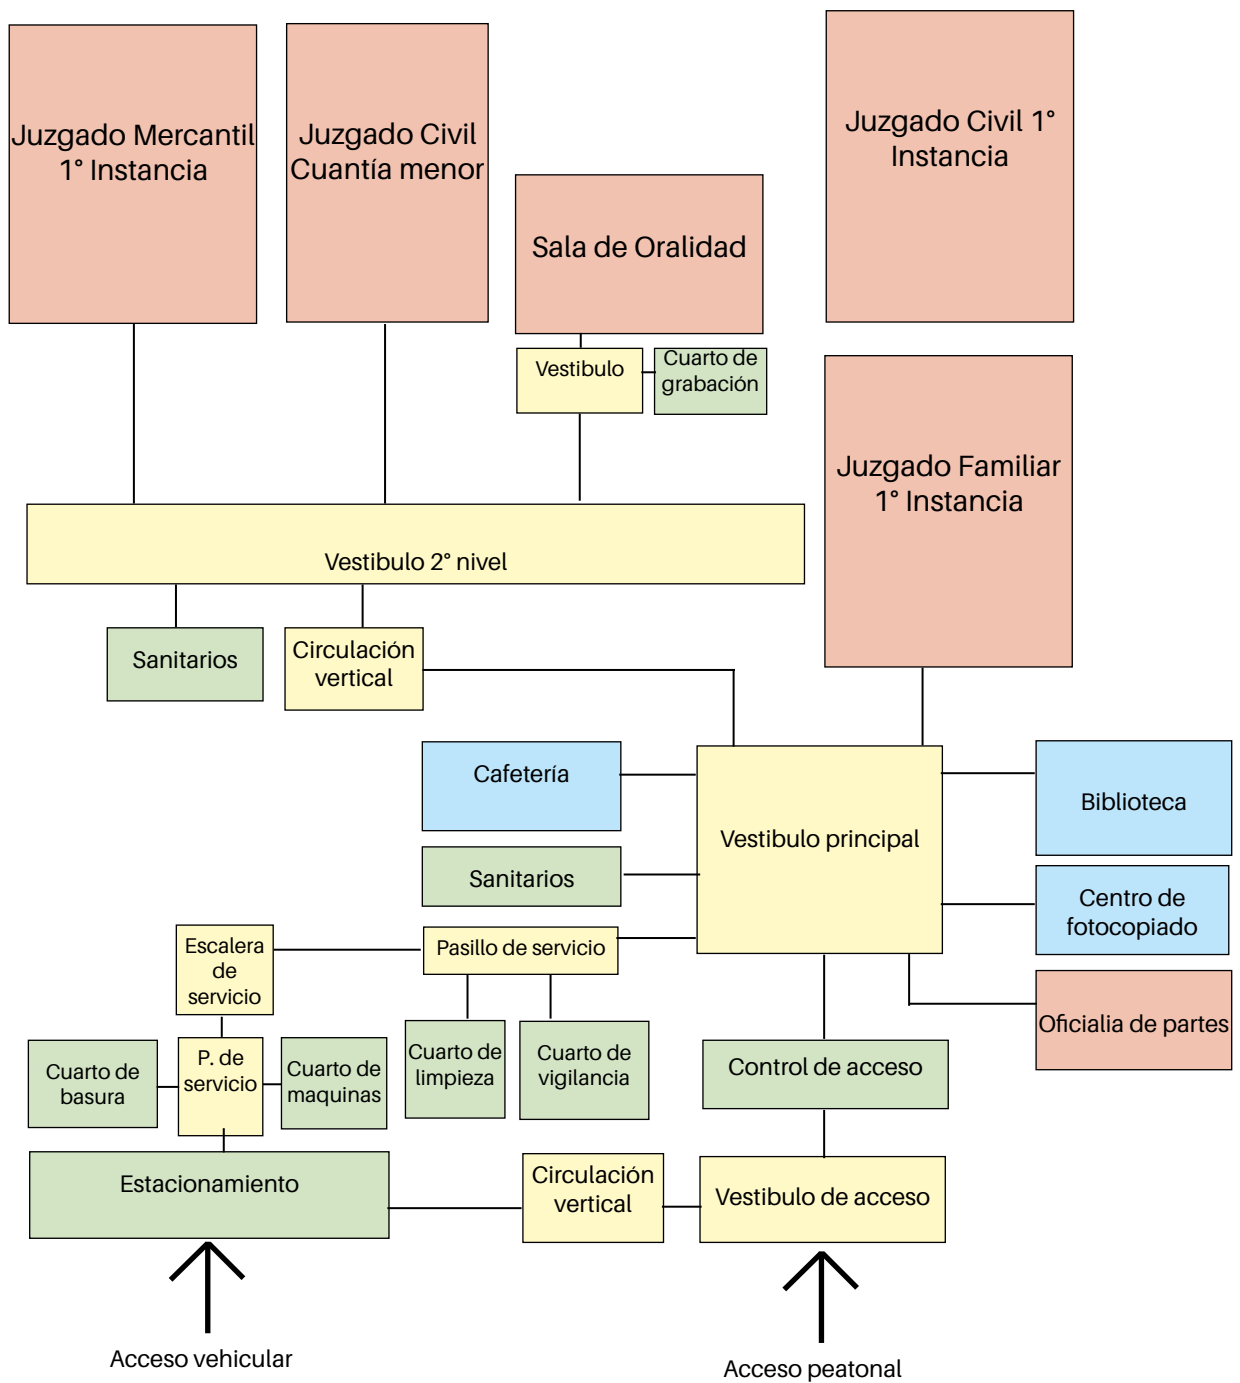 Juzgado Mercantil
1° Instancia
Juzgado Civil
Cuantía menor
Sala de Oralidad
Juzgado Civil 1°
Instancia
Vestibulo
Cuarto de
grabación
Juzgado Familiar
1° Instancia
Vestibulo 2° nivel
Sanitarios
Circulación
vertical
Cafetería
Vestibulo principal
Biblioteca
Sanitarios
Centro de
fotocopiado
Escalera
de
servicio
Pasillo de servicio
Oficialia de partes
Cuarto de
basura
P. de
servicio
Cuarto de
maquinas
Cuarto de
limpieza
Cuarto de
vigilancia
Control de acceso
Estacionamiento
Circulación
vertical
Vestibulo de acceso
Acceso vehicular
Acceso peatonal